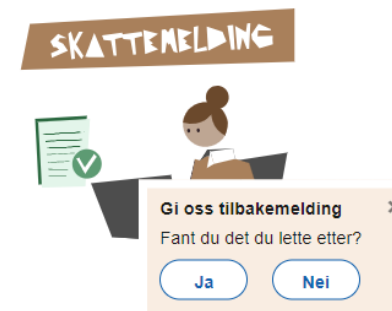 SKATTEMELDING
Gi oss tilbakemelding
Fant du det du lette etter?
Ja
Nei